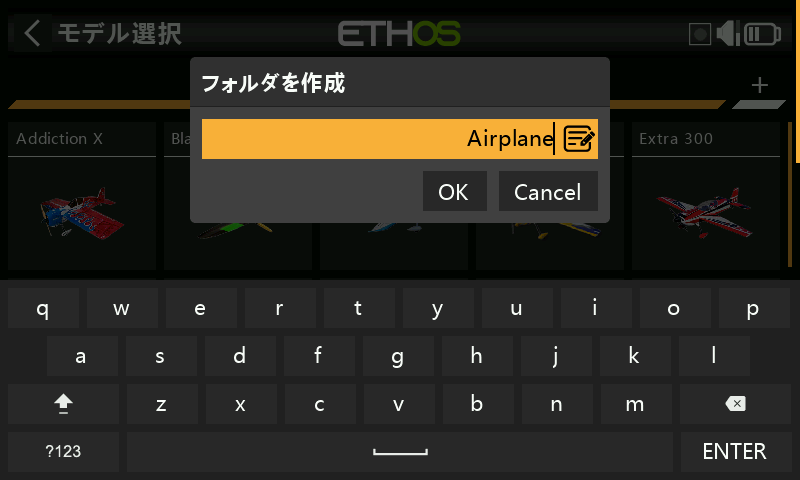 モデル選択
ETHOS
フォルダを作成
+
Airplane
OK Cancel
Addiction X
Bla
Extra 300
q w e r t y u i o p
a s d f g h j k l
z x c v b n m
?123 ENTER